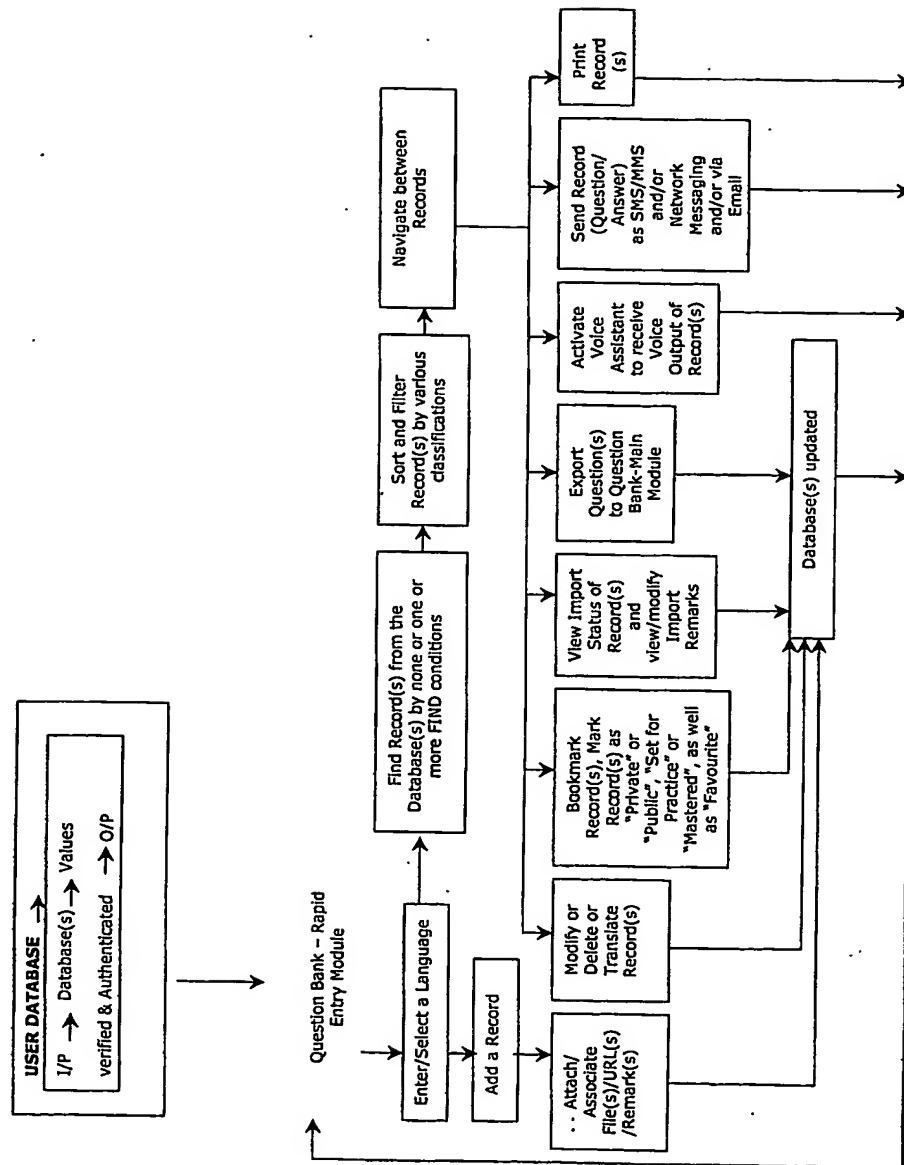 USER DATABASE
I/P → Database(s) → Values
verified & Authenticated → O/P
Question Bank – Rapid
Entry Module
Enter/Select a Language
Find Record(s) from the
Database(s) by none or one or
more FIND conditions
Sort and Filter
Record(s) by various
classifications
Navigate between
Records
Add a Record
Attach/
Associate
File(s)/URL(s)
/Remark(s)
Modify or
Delete or
Translate
Record(s)
Bookmark
Record(s), Mark
Record(s) as
"Private" or
"Public", "Set for
Practice" or
"Mastered", as well
as "Favourite"
View Import
Status of
Record(s)
and
view/modify
Import
Remarks
Export
Question(s)
to Question
Bank-Main
Module
Activate
Voice
Assistant
to receive
Voice
Output of
Record(s)
Send Record
(Question/
Answer)
as SMS/MMS
and/or
Network
Messaging
and/or via
Email
Print
Record
(s)
Database(s) updated